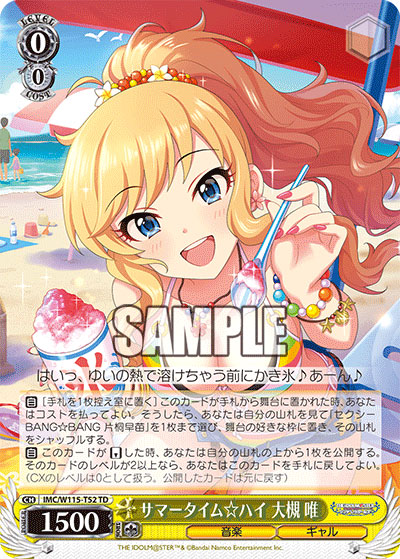 LEVEL
0
0
COST
SAMPLE
はいっ、ゆいの熱で溶けちゃう前にかき氷♪あーん♪
自 [手札を1枚控え室に置く] このカードが手札から舞台に置かれた時、あなた
はコストを払ってよい。そうしたら、あなたは自分の山札を見て「セクシー
BANG☆BANG 片桐早苗」を1枚まで選び、舞台の好きな枠に置き、その山札
をシャッフルする。
自 このカードが した時、あなたは自分の山札の上から1枚を公開する。
そのカードのレベルが2以上なら、あなたはこのカードを手札に戻してよい。
(CXのレベルは0として扱う。公開したカードは元に戻す)
CH IMC/W115-TS2 TD
サマータイム☆ハイ 大槻 唯
1500
音楽
ギャル
THE IDOLM@STER™& ©Bandai Namco Entertainment Inc.